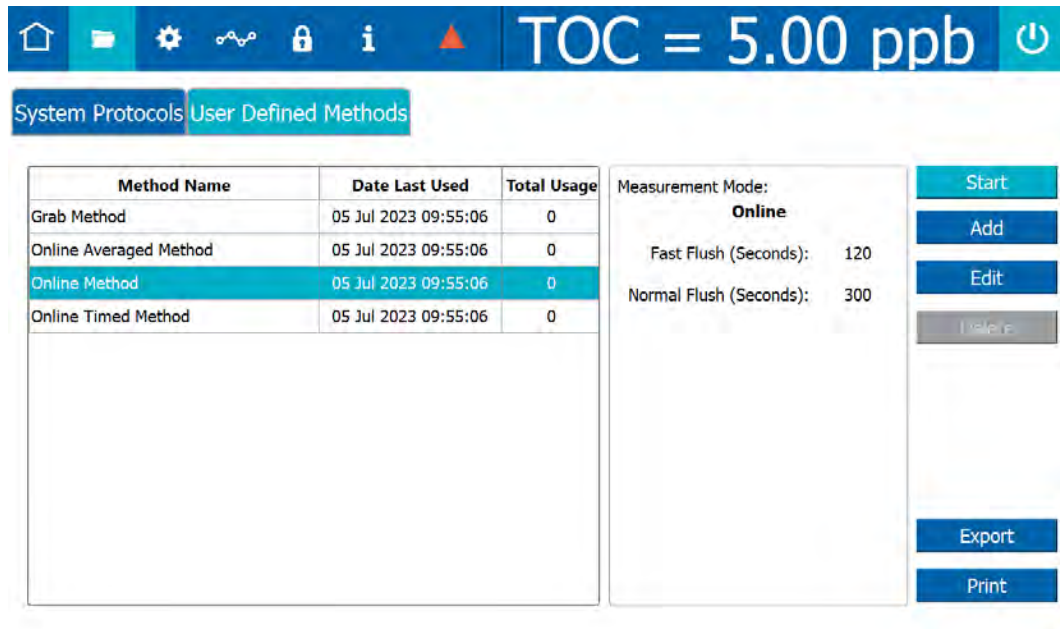 TOC = 5.00 ppb
System Protocols User Defined Methods
Method Name Date Last Used Total Usage
Grab Method 05 Jul 2023 09:55:06 0
Online Averaged Method 05 Jul 2023 09:55:06 0
Online Method 05 Jul 2023 09:55:06 0
Online Timed Method 05 Jul 2023 09:55:06 0
Measurement Mode:
Online
Fast Flush (Seconds): 120
Normal Flush (Seconds): 300
Start
Add
Edit
Delete
Export
Print